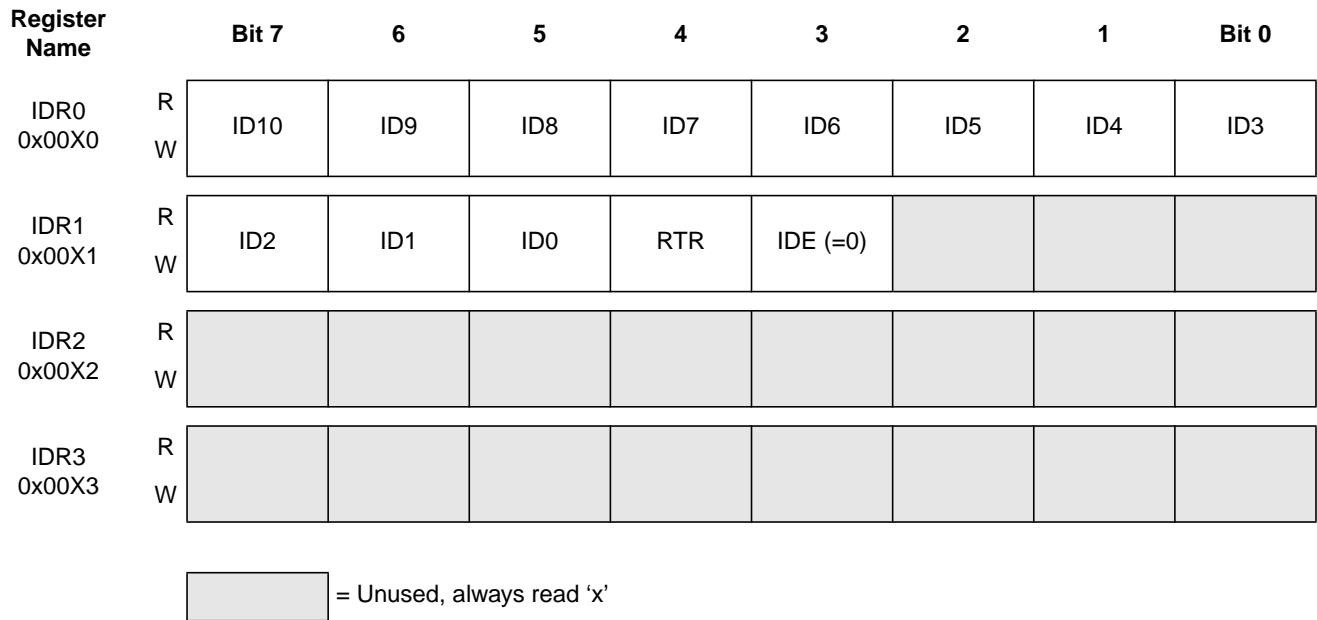 Register Name Bit 7 6 5 4 3 2 1 Bit 0
IDR0 0x00X0 R W ID10 ID9 ID8 ID7 ID6 ID5 ID4 ID3
IDR1 0x00X1 R W ID2 ID1 ID0 RTR IDE (=0)
IDR2 0x00X2 R W
IDR3 0x00X3 R W
= Unused, always read ‘x’